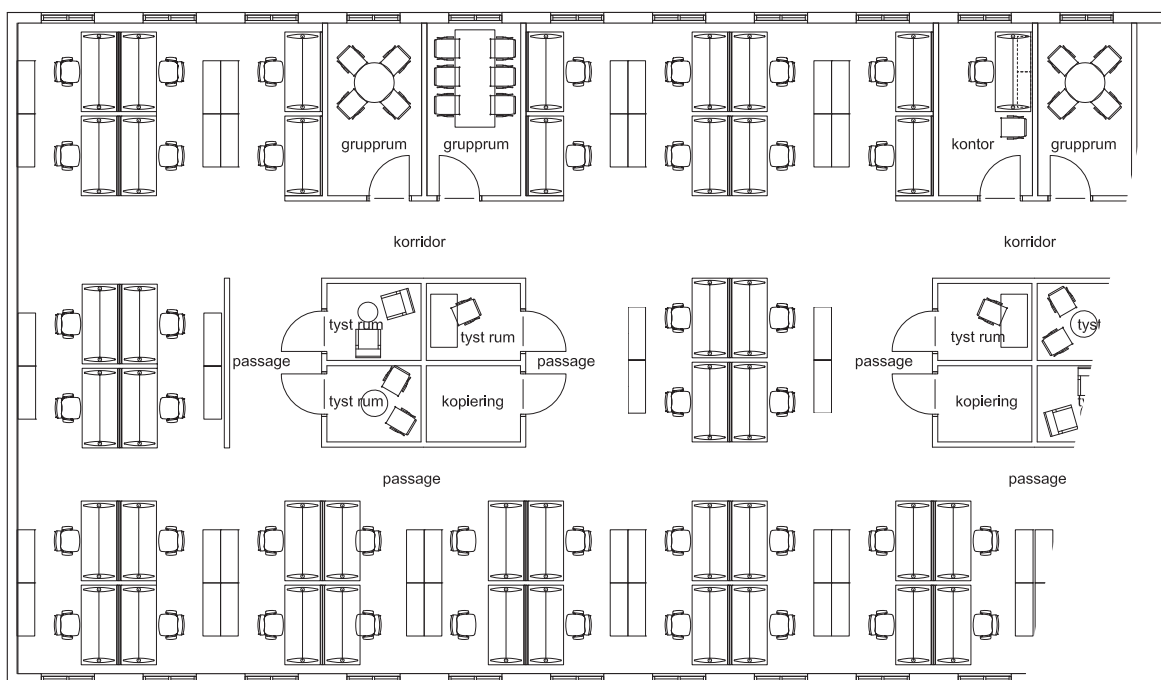 grupprum
grupprum
kontor
grupprum
korridor
korridor
tyst rum
tyst rum
tyst rum
tyst
passage
passage
passage
tyst rum
kopiering
kopiering
passage
passage